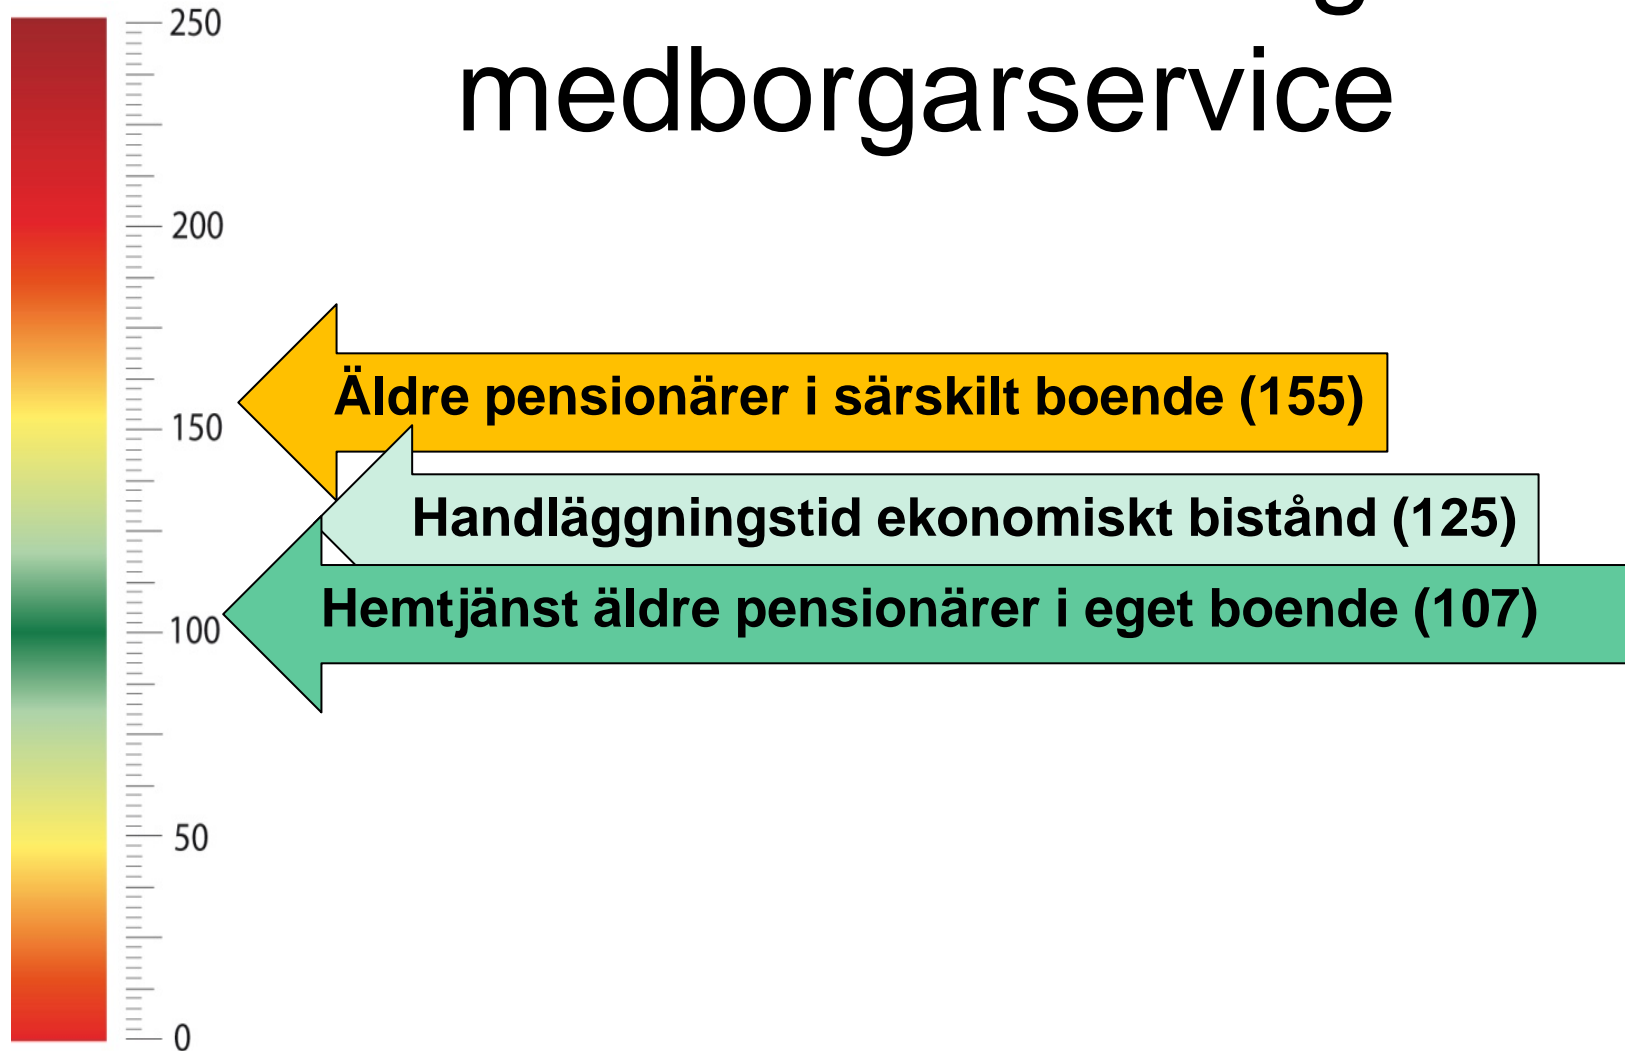 medborgarservice
250
200
150
100
50
0
Äldre pensionärer i särskilt boende (155)
Handläggningstid ekonomiskt bistånd (125)
Hemtjänst äldre pensionärer i eget boende (107)